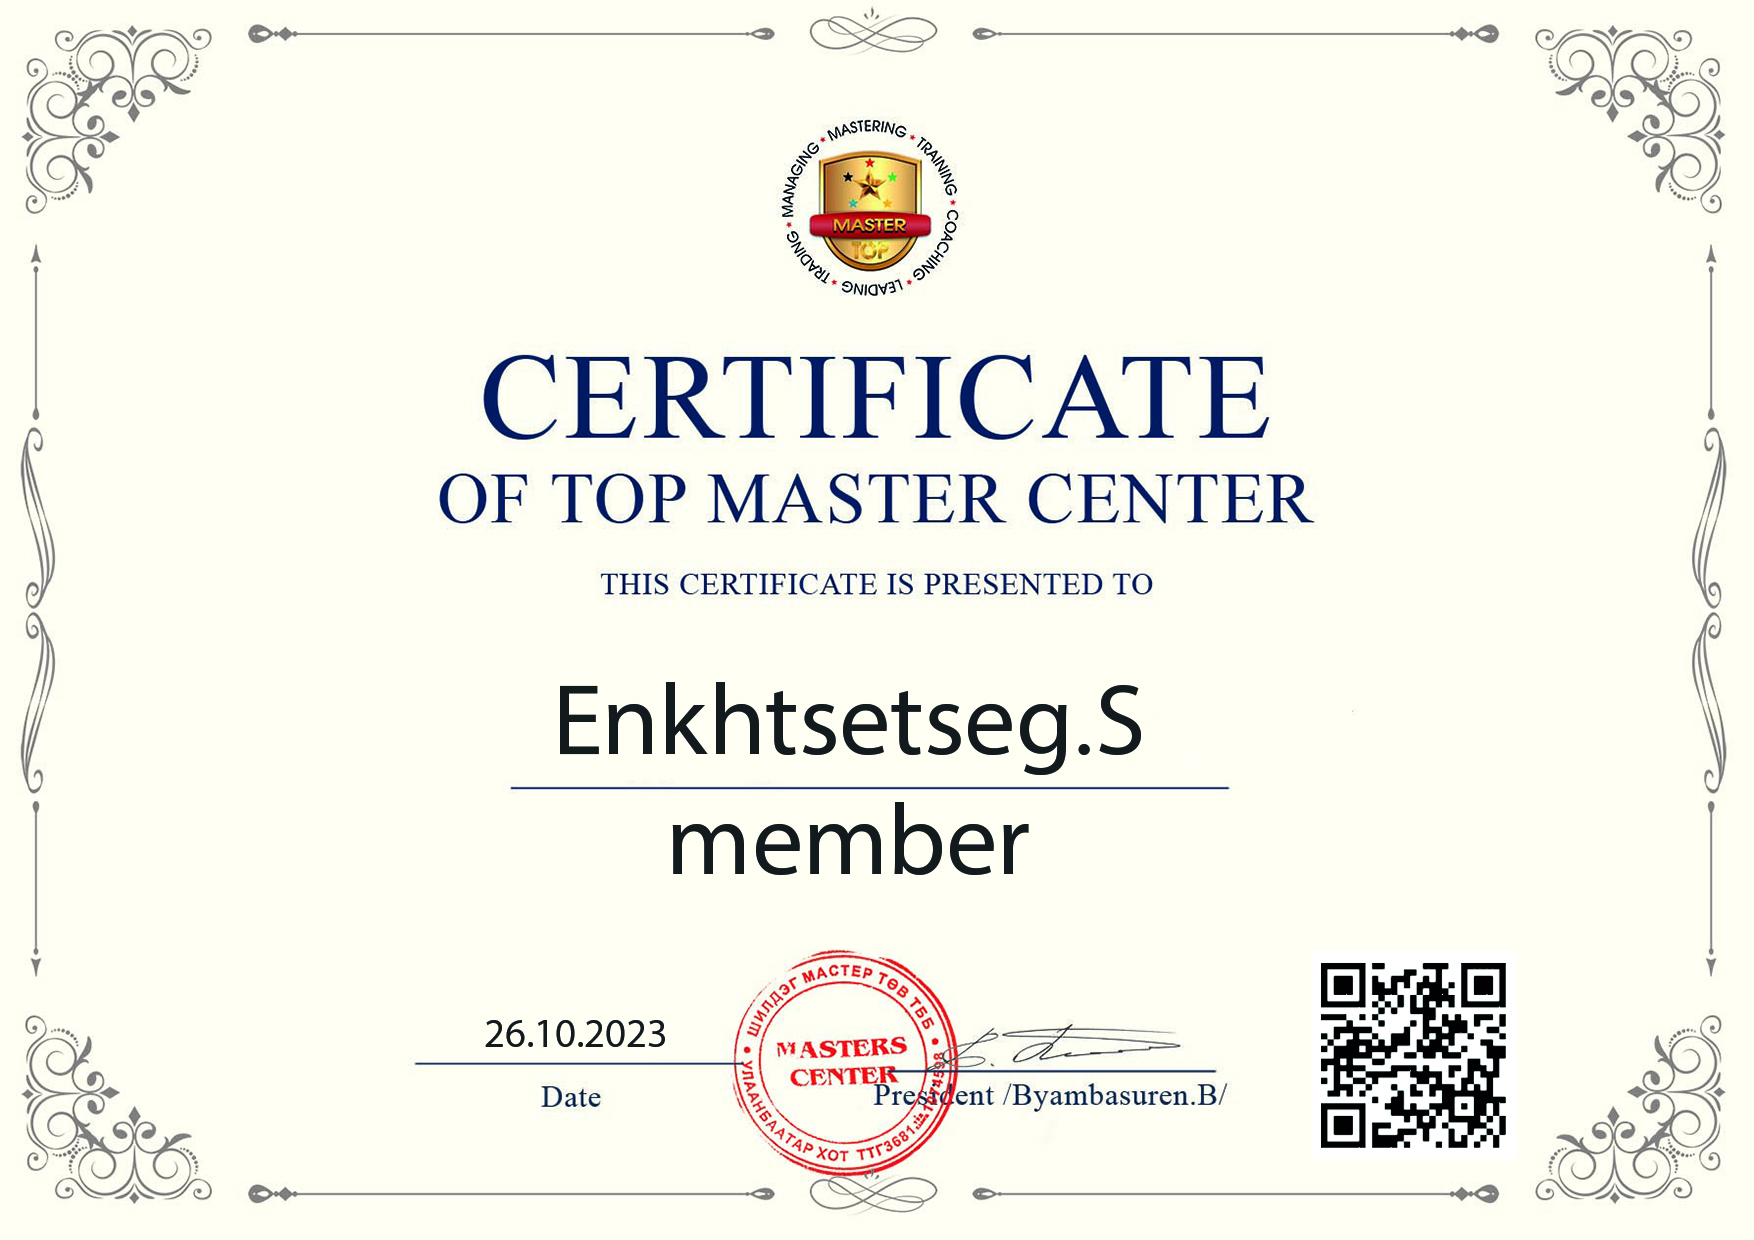 MANAGING * MASTERING * TRAINING * COACHING * LEADING * TRADING *
MASTER
TOP
CERTIFICATE
OF TOP MASTER CENTER
THIS CERTIFICATE IS PRESENTED TO
Enkhtsetseg.S
member
26.10.2023
Date
• ШИЛДЭГ МАСТЕР ТӨВ ТББ •
MASTERS
CENTER
УЛААНБААТАР ХОТ ТТГ3681
President /Byambasuren.B/